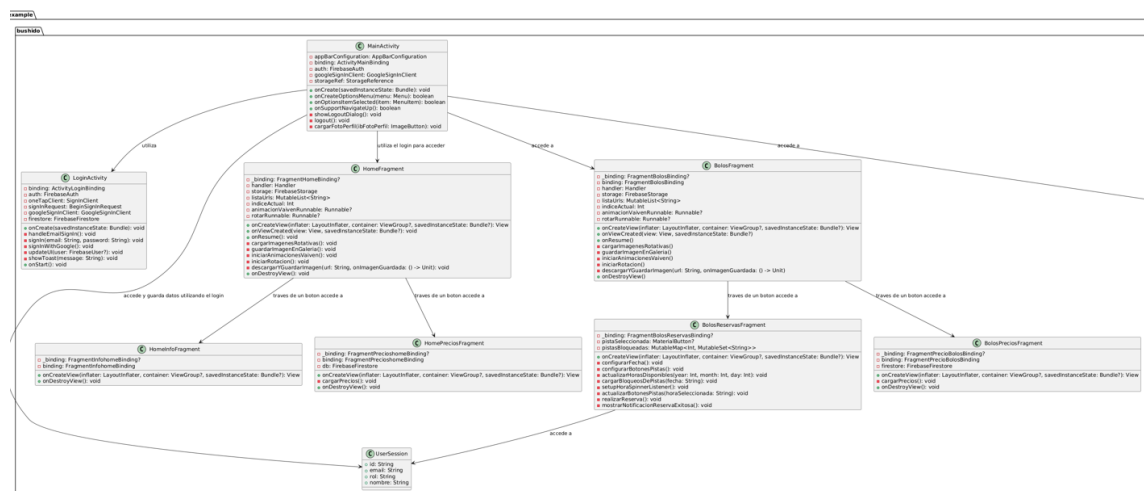 example
bushido
C MainActivity
appBarConfiguration: AppBarConfiguration
binding: ActivityMainBinding
auth: FirebaseAuth
googleSignInClient: GoogleSignInClient
storageRef: StorageReference
onCreate(savedInstanceState: Bundle): void
onCreateOptionsMenu(menu: Menu): boolean
onOptionsItemSelected(item: MenuItem): boolean
onSupportNavigateUp(): boolean
showLogoutDialog(): void
logout(): void
cargarFotoPerfil(ibFotoPerfil: ImageButton): void
utiliza
utiliza el login para acceder
accede a
accede a
C LoginActivity
binding: ActivityLoginBinding
auth: FirebaseAuth
oneTapClient: SignInClient
signInRequest: BeginSignInRequest
googleSignInClient: GoogleSignInClient
firestore: FirebaseFirestore
onCreate(savedInstanceState: Bundle): void
handleEmailSignIn(): void
signIn(email: String, password: String): void
signInWithGoogle(): void
updateUI(user: FirebaseUser?): void
showToast(message: String): void
onStart(): void
C HomeFragment
_binding: FragmentHomeBinding?
handler: Handler
storage: FirebaseStorage
listaUrls: MutableList<String>
indiceActual: Int
animacionVaivenRunnable: Runnable?
rotarRunnable: Runnable?
onCreateView(inflater: LayoutInflater, container: ViewGroup?, savedInstanceState: Bundle?): View
onViewCreated(view: View, savedInstanceState: Bundle?): void
onResume(): void
cargarImagenesRotativas(): void
guardarImagenEnGaleria(): void
iniciarAnimacionesVaiven(): void
iniciarRotacion(): void
descargarYGuardarImagen(url: String, onImagenGuardada: () -> Unit): void
onDestroyView(): void
C BolosFragment
_binding: FragmentBolosBinding?
binding: FragmentBolosBinding
handler: Handler
storage: FirebaseStorage
listaUrls: MutableList<String>
indiceActual: Int
animacionVaivenRunnable: Runnable?
rotarRunnable: Runnable?
onCreateView(inflater: LayoutInflater, container: ViewGroup?, savedInstanceState: Bundle?): View
onViewCreated(view: View, savedInstanceState: Bundle?)
onResume()
cargarImagenesRotativas()
guardarImagenEnGaleria()
iniciarAnimacionesVaiven()
iniciarRotacion()
descargarYGuardarImagen(url: String, onImagenGuardada: () -> Unit)
onDestroyView()
accede y guarda datos utilizando el login
traves de un boton accede a
traves de un boton accede a
traves de un boton accede a
traves de un boton accede a
C HomeInfoFragment
_binding: FragmentInfohomeBinding?
binding: FragmentInfohomeBinding
onCreateView(inflater: LayoutInflater, container: ViewGroup?, savedInstanceState: Bundle?): View
onDestroyView(): void
C HomePreciosFragment
_binding: FragmentPrecioshomeBinding?
binding: FragmentPrecioshomeBinding
db: FirebaseFirestore
onCreateView(inflater: LayoutInflater, container: ViewGroup?, savedInstanceState: Bundle?): View
cargarPrecios(): void
onDestroyView(): void
C BolosReservasFragment
_binding: FragmentBolosReservasBinding?
pistaSeleccionada: MaterialButton?
pistasBloqueadas: MutableMap<Int, MutableSet<String>>
onCreateView(inflater: LayoutInflater, container: ViewGroup?, savedInstanceState: Bundle?): View
configurarFecha(): void
configurarBotonesPistas(): void
actualizarHorasDisponibles(year: Int, month: Int, day: Int): void
cargarBloqueosDePistas(fecha: String): void
setupHoraSpinnerListener(): void
actualizarBotonesPistas(horaSeleccionada: String): void
realizarReserva(): void
mostrarNotificacionReservaExitosa(): void
C BolosPreciosFragment
_binding: FragmentPrecioBolosBinding?
binding: FragmentPrecioBolosBinding
firestore: FirebaseFirestore
onCreateView(inflater: LayoutInflater, container: ViewGroup?, savedInstanceState: Bundle?): View
cargarPrecios(): void
onDestroyView(): void
accede a
C UserSession
id: String
email: String
rol: String
nombre: String